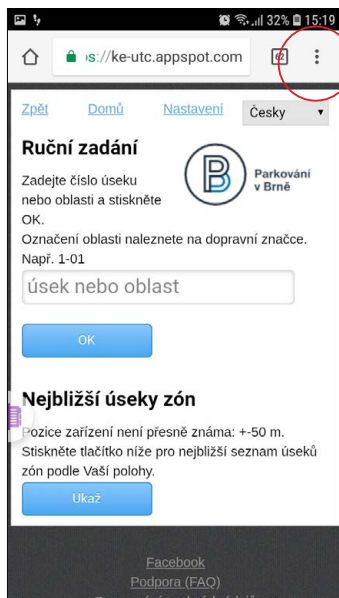 32% 15:19
s://ke-utc.appspot.com 62
Zpět Domů Nastavení Česky
Ruční zadání
Parkování
v Brně
Zadejte číslo úseku
nebo oblasti a stiskněte
OK.
Označení oblasti naleznete na dopravní značce.
Např. 1-01
úsek nebo oblast
OK
Nejbližší úseky zón
Pozice zařízení není přesně známa: +-50 m.
Stiskněte tlačítko níže pro nejbližší seznam úseků
zón podle Vaší polohy.
Ukaž
Facebook
Podpora (FAQ)